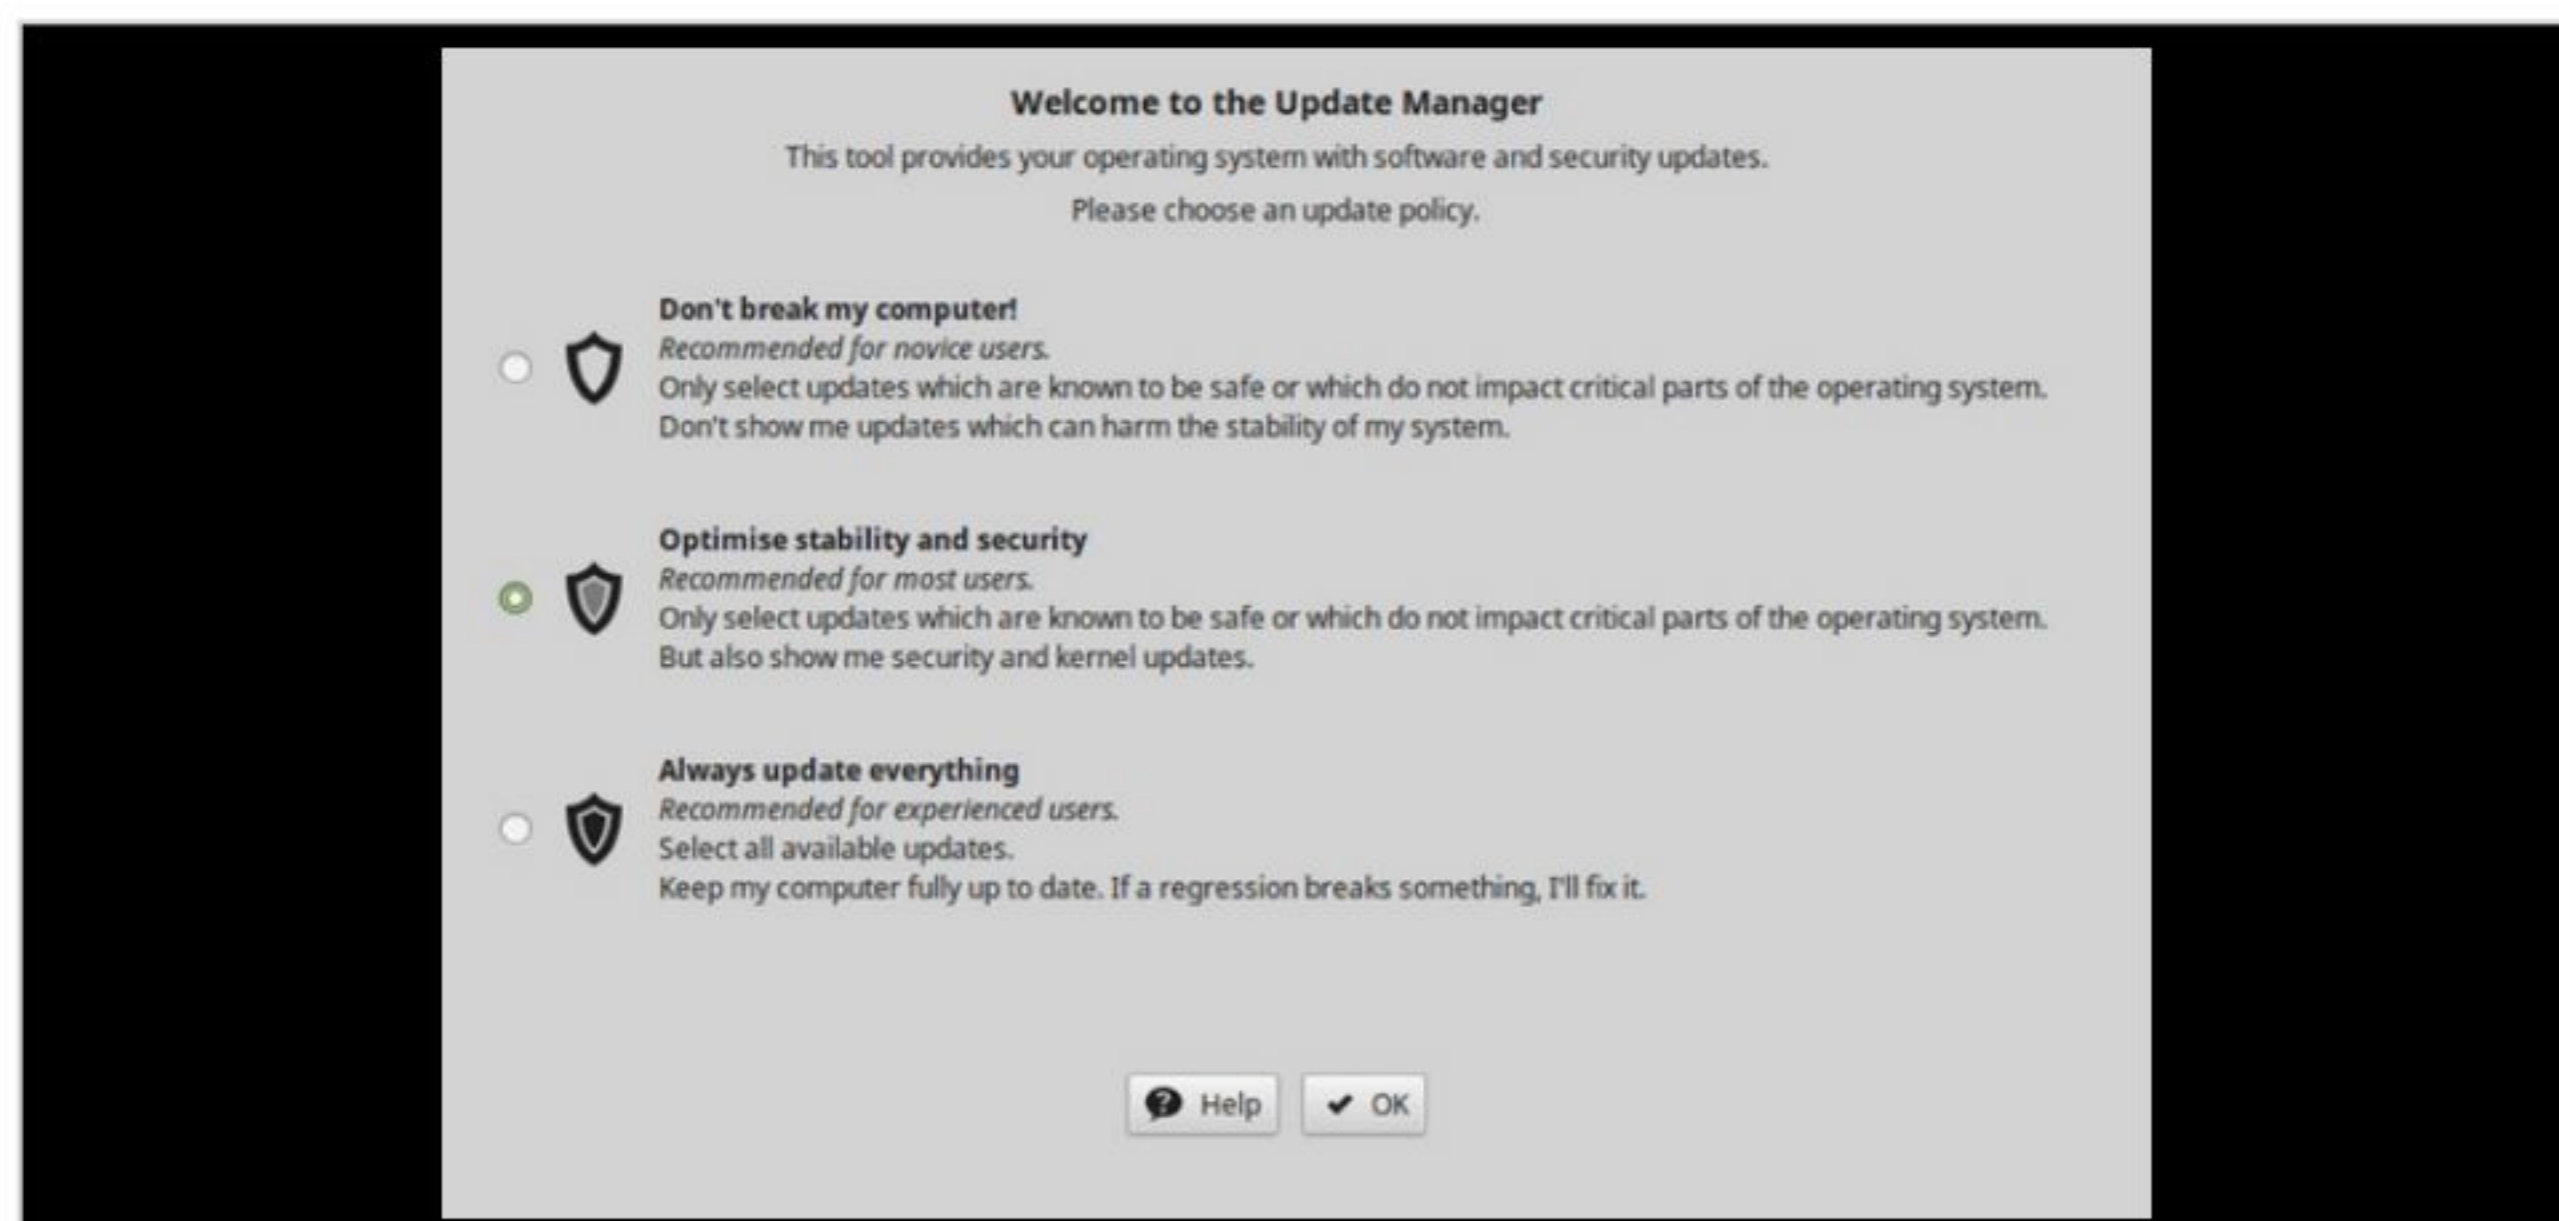 Welcome to the Update Manager
This tool provides your operating system with software and security updates.
Please choose an update policy.
Don't break my computer!
Recommended for novice users.
Only select updates which are known to be safe or which do not impact critical parts of the operating system.
Don't show me updates which can harm the stability of my system.
Optimise stability and security
Recommended for most users.
Only select updates which are known to be safe or which do not impact critical parts of the operating system.
But also show me security and kernel updates.
Always update everything
Recommended for experienced users.
Select all available updates.
Keep my computer fully up to date. If a regression breaks something, I'll fix it.
Help
OK